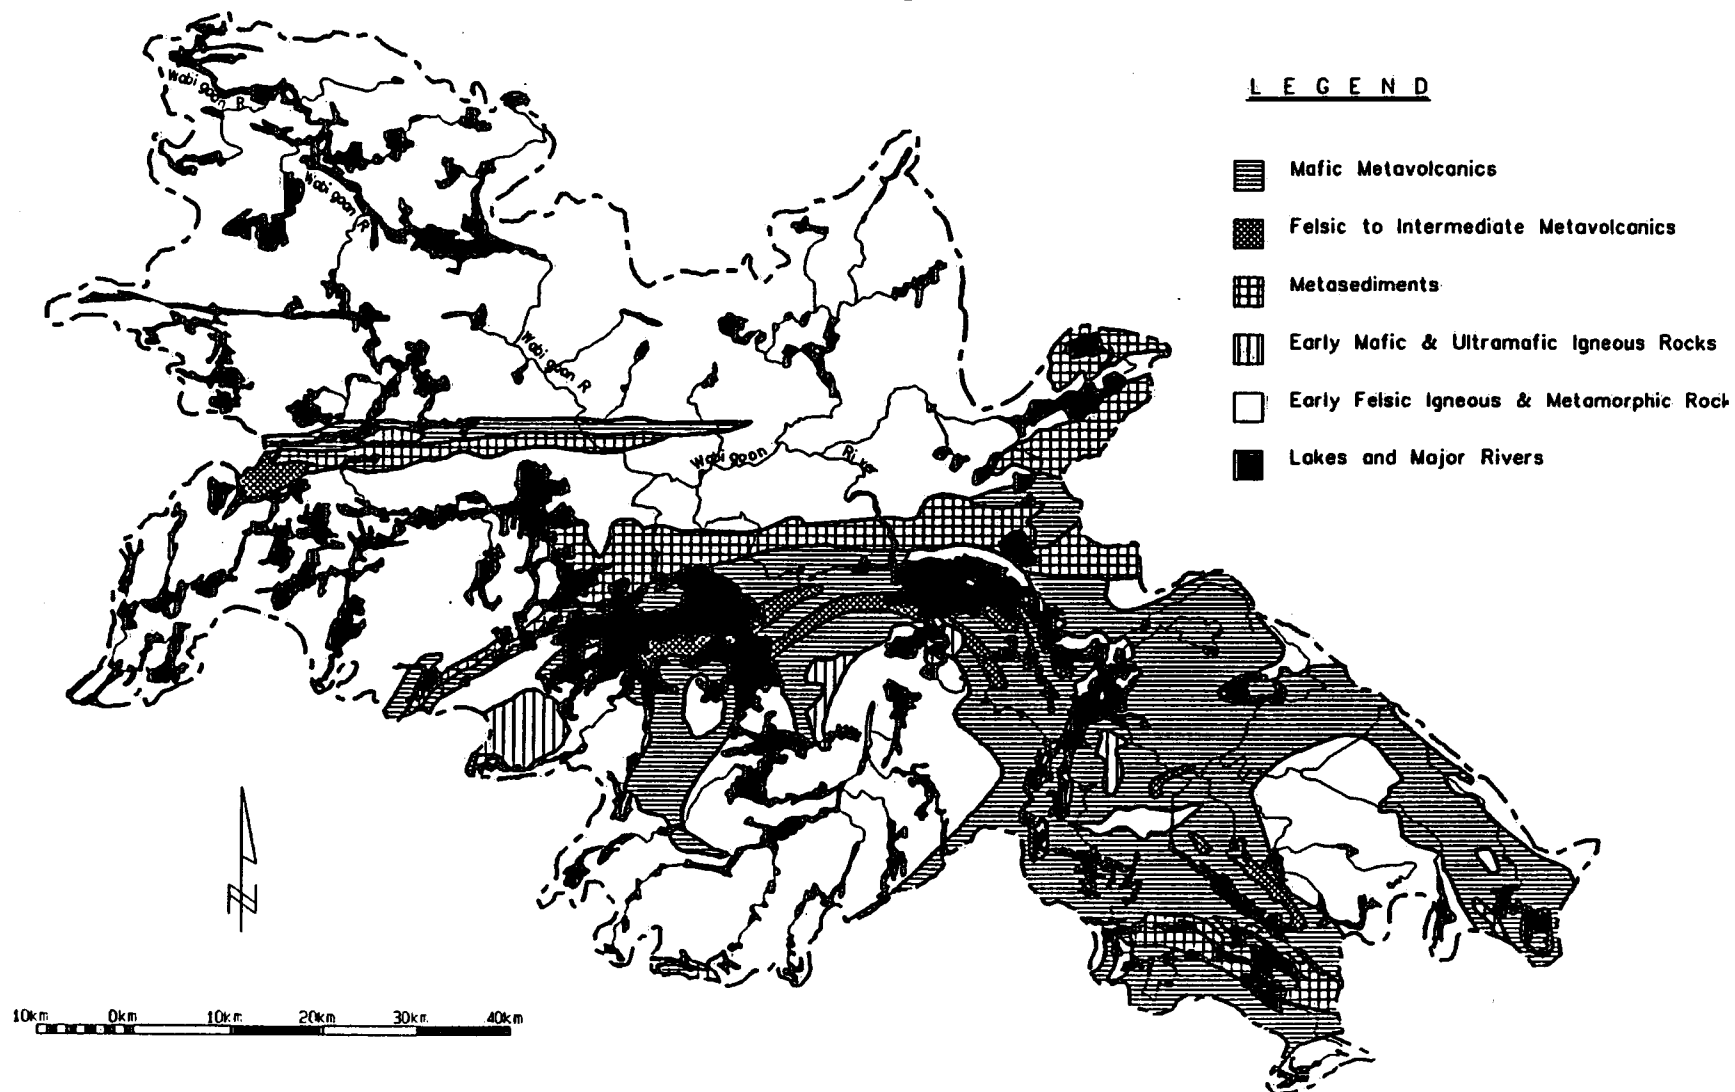 LEGEND
Mafic Metavolcanics
Felsic to Intermediate Metavolcanics
Metasediments
Early Mafic & Ultramafic Igneous Rocks
Early Felsic Igneous & Metamorphic Rock
Lakes and Major Rivers
Wabigoon R
Wabigoon R
Wabigoon R
Wabigoon River
N
10km 0km 10km 20km 30km 40km